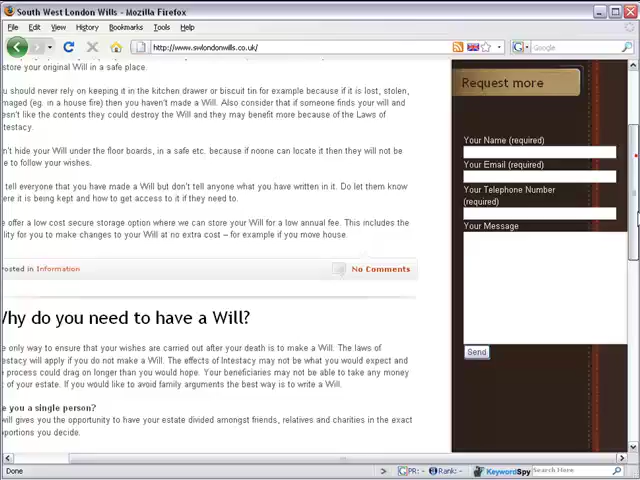 South West London Wills - Mozilla Firefox
File Edit View History Bookmarks Tools Help
http://www.swlondonwills.co.uk/
Google
store your original Will in a safe place.
u should never rely on keeping it in the kitchen drawer or biscuit tin for example because if it is lost, stolen,
maged (eg. in a house fire) then you haven't made a Will. Also consider that if someone finds your will and
esn't like the contents they could destroy the Will and they may benefit more because of the Laws of
testacy.
n't hide your Will under the floor boards, in a safe etc. because if noone can locate it then they will not be
e to follow your wishes.
tell everyone that you have made a Will but don't tell anyone what you have written in it. Do let them know
ere it is being kept and how to get access to it if they need to.
e offer a low cost secure storage option where we can store your Will for a low annual fee. This includes the
ility for you to make changes to your Will at no extra cost – for example if you move house.
osted in Information
No Comments
Why do you need to have a Will?
e only way to ensure that your wishes are carried out after your death is to make a Will. The laws of
estacy will apply if you do not make a Will. The effects of Intestacy may not be what you would expect and
e process could drag on longer than you would hope. Your beneficiaries may not be able to take any money
t of your estate. If you would like to avoid family arguments the best way is to write a Will.
e you a single person?
will gives you the opportunity to have your estate divided amongst friends, relatives and charities in the exact
oportions you decide.
Request more
Your Name (required)
Your Email (required)
Your Telephone Number
(required)
Your Message
Send
Done
PR: - Rank: - KeywordSpy Search Here